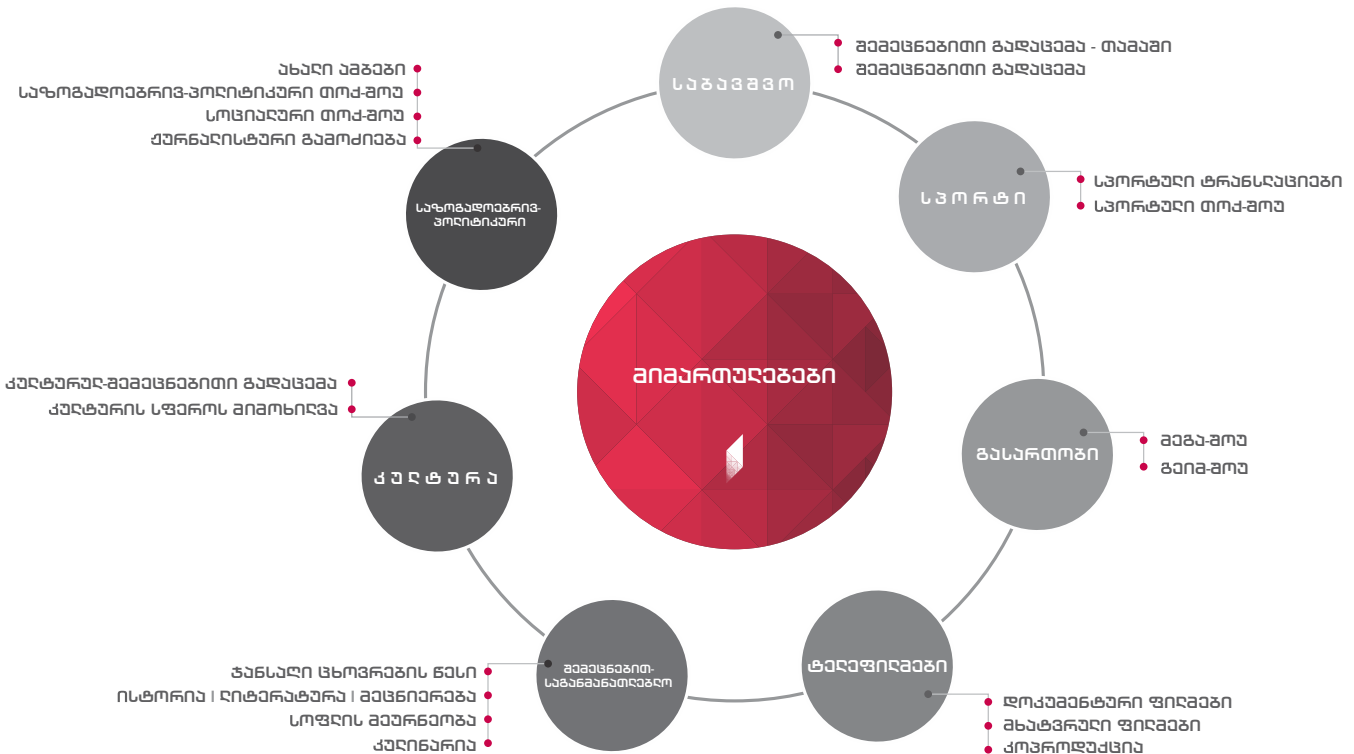 საბავშვო
შემეცნებითი გადაცემა - თამაში
შემეცნებითი გადაცემა
სპორტი
სპორტული ტრანსლაციები
სპორტული თოქ-შოუ
გასართობი
მეგა-შოუ
გეიმ-შოუ
ტელეფილმები
დოკუმენტური ფილმები
მხატვრული ფილმები
კოპროდუქცია
შემეცნებით-
საგანმანათლებლო
ჯანსაღი ცხოვრების წესი
ისტორია | ლიტერატურა | მეცნიერება
სოფლის მეურნეობა
კულინარია
კულტურა
კულტურულ-შემეცნებითი გადაცემა
კულტურის სფეროს მიმოხილვა
საზოგადოებრივ-
პოლიტიკური
ახალი ამბები
საზოგადოებრივ-პოლიტიკური თოქ-შოუ
სოციალური თოქ-შოუ
ჟურნალისტური გამოძიება
მიმართულებები